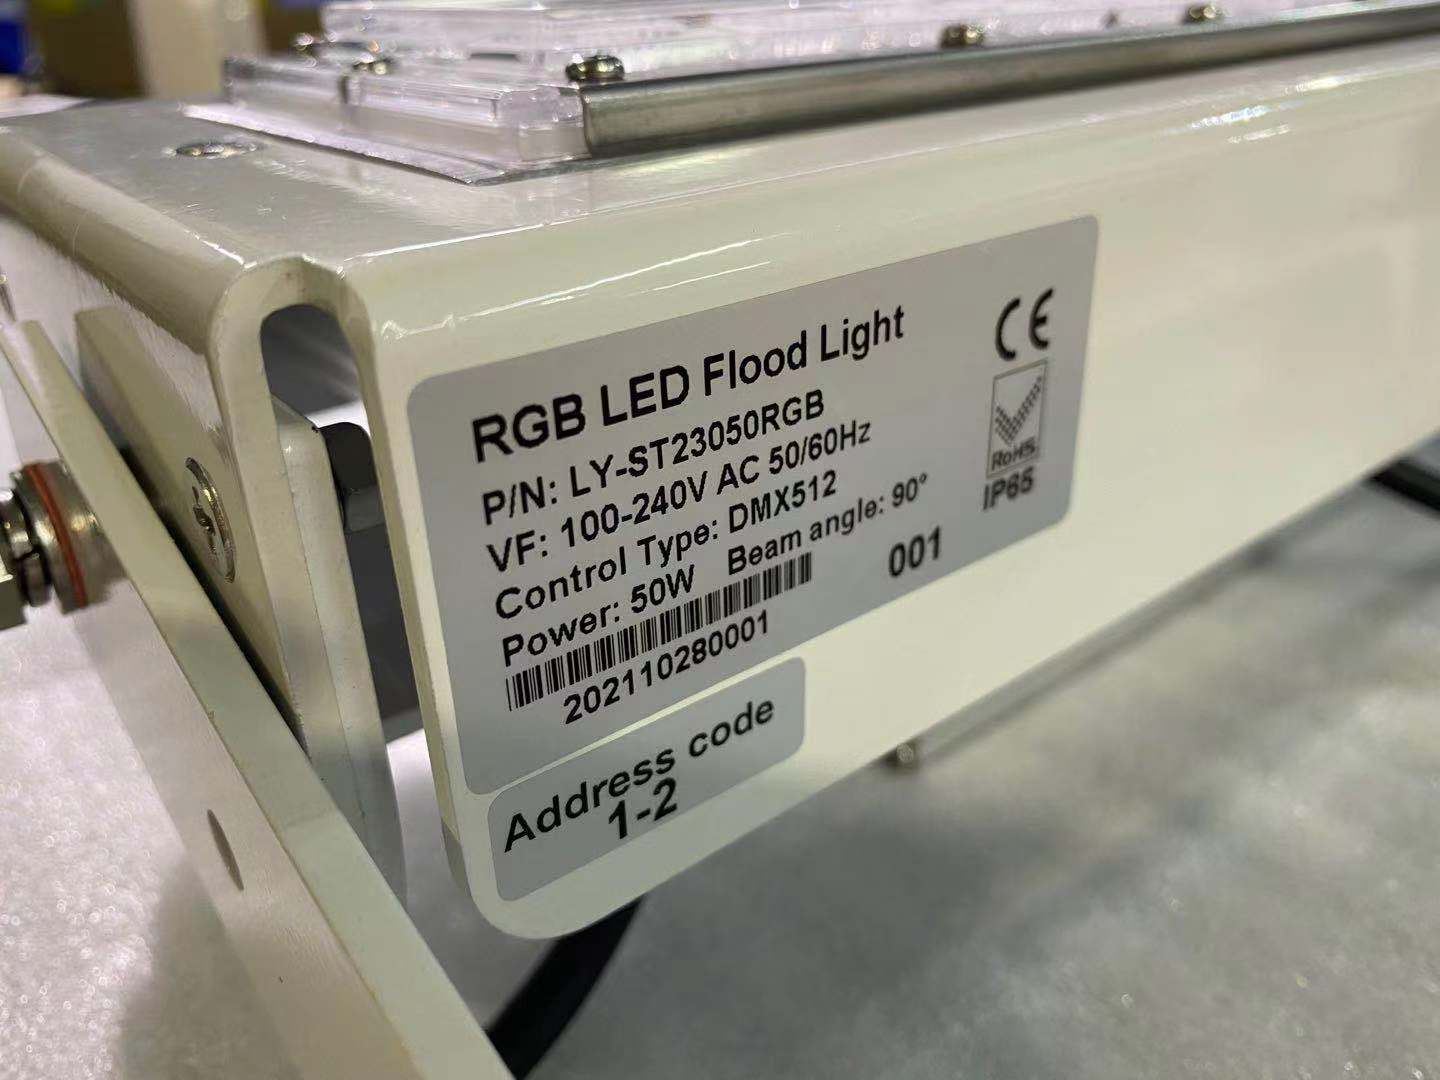 RGB LED Flood Light
P/N: LY-ST23050RGB
VF: 100-240V AC 50/60Hz
Control Type: DMX512
Power: 50W Beam angle: 90°
202110280001
001
CE
RoHS
IP65
Address code
1-2